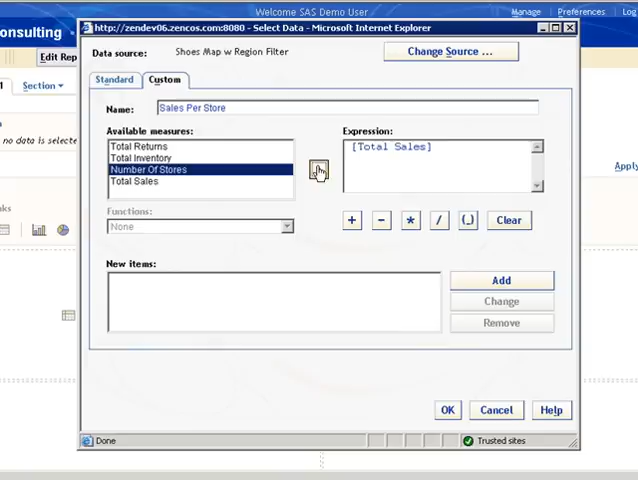 Welcome SAS Demo User
Manage
Preferences
Log
onsulting
http://zendev06.zencos.com:8080 - Select Data - Microsoft Internet Explorer
Data source:
Shoes Map w Region Filter
Change Source ...
Edit Rep
1
Section
Standard
Custom
Name:
Sales Per Store
no data is selecte
Available measures:
Total Returns
Total Inventory
Number Of Stores
Total Sales
Expression:
[Total Sales]
Apply
nks
Functions:
None
+
-
*
/
(_)
Clear
New items:
Add
Change
Remove
OK
Cancel
Help
Done
Trusted sites